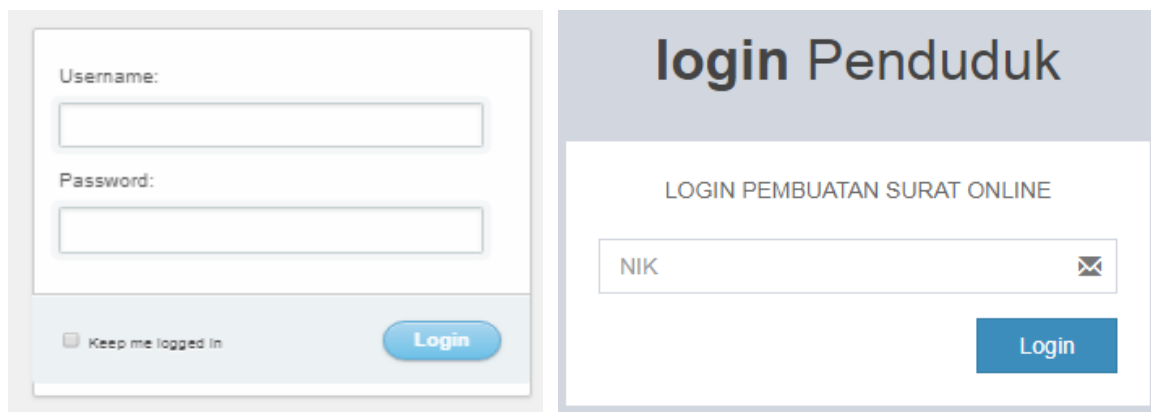 Username:
Password:
Keep me logged in
Login
login Penduduk
LOGIN PEMBUATAN SURAT ONLINE
NIK
Login